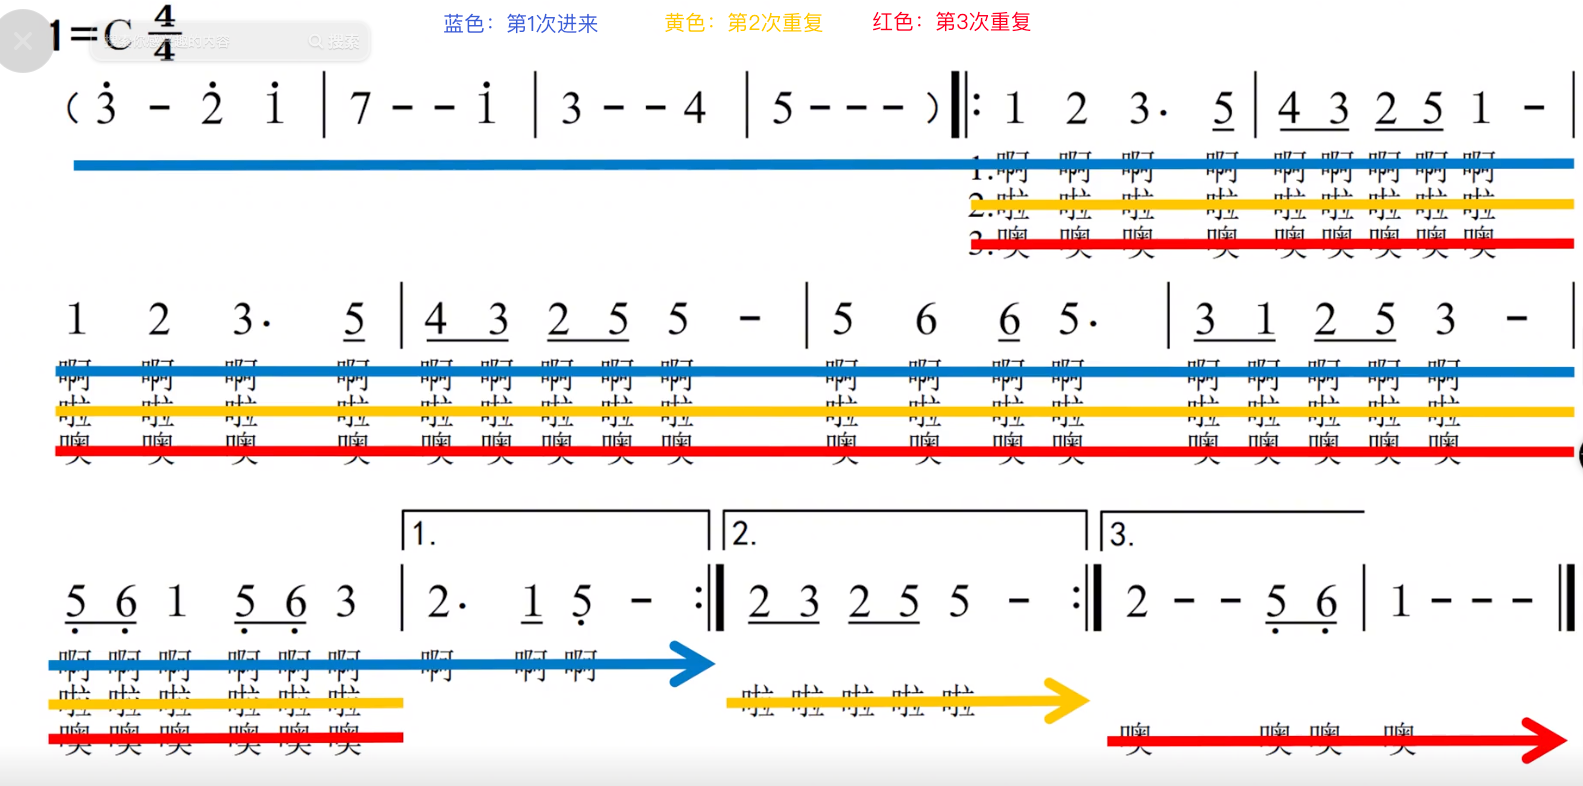 1=C 4/4 蓝色：第1次进来 黄色：第2次重复 红色：第3次重复
搜索
( 3̇ - 2̇ 1̇ | 7 - - 1̇ | 3 - - 4 | 5 - - - ) ‖: 1 2 3· 5 | 4 3 2 5 1 - |
1.啊 啊 啊 啊 啊 啊 啊 啊 啊
2.啦 啦 啦 啦 啦 啦 啦 啦 啦
3.噢 噢 噢 噢 噢 噢 噢 噢 噢
1 2 3· 5 | 4 3 2 5 5 - | 5 6 6 5· | 3 1 2 5 3 - |
啊 啊 啊 啊 啊 啊 啊 啊 啊 啊 啊 啊 啊 啊 啊 啊 啊 啊
啦 啦 啦 啦 啦 啦 啦 啦 啦 啦 啦 啦 啦 啦 啦 啦 啦 啦
噢 噢 噢 噢 噢 噢 噢 噢 噢 噢 噢 噢 噢 噢 噢 噢 噢 噢
1. 2. 3.
5̣ 6̣ 1 5̣ 6̣ 3 | 2· 1 5̣ - :‖ 2 3 2 5 5 - :‖ 2 - - 5̣ 6̣ | 1 - - - ‖
啊 啊 啊 啊 啊 啊 啊 啊 啊
啦 啦 啦 啦 啦 啦 啦 啦 啦 啦 啦
噢 噢 噢 噢 噢 噢 噢 噢 噢 噢